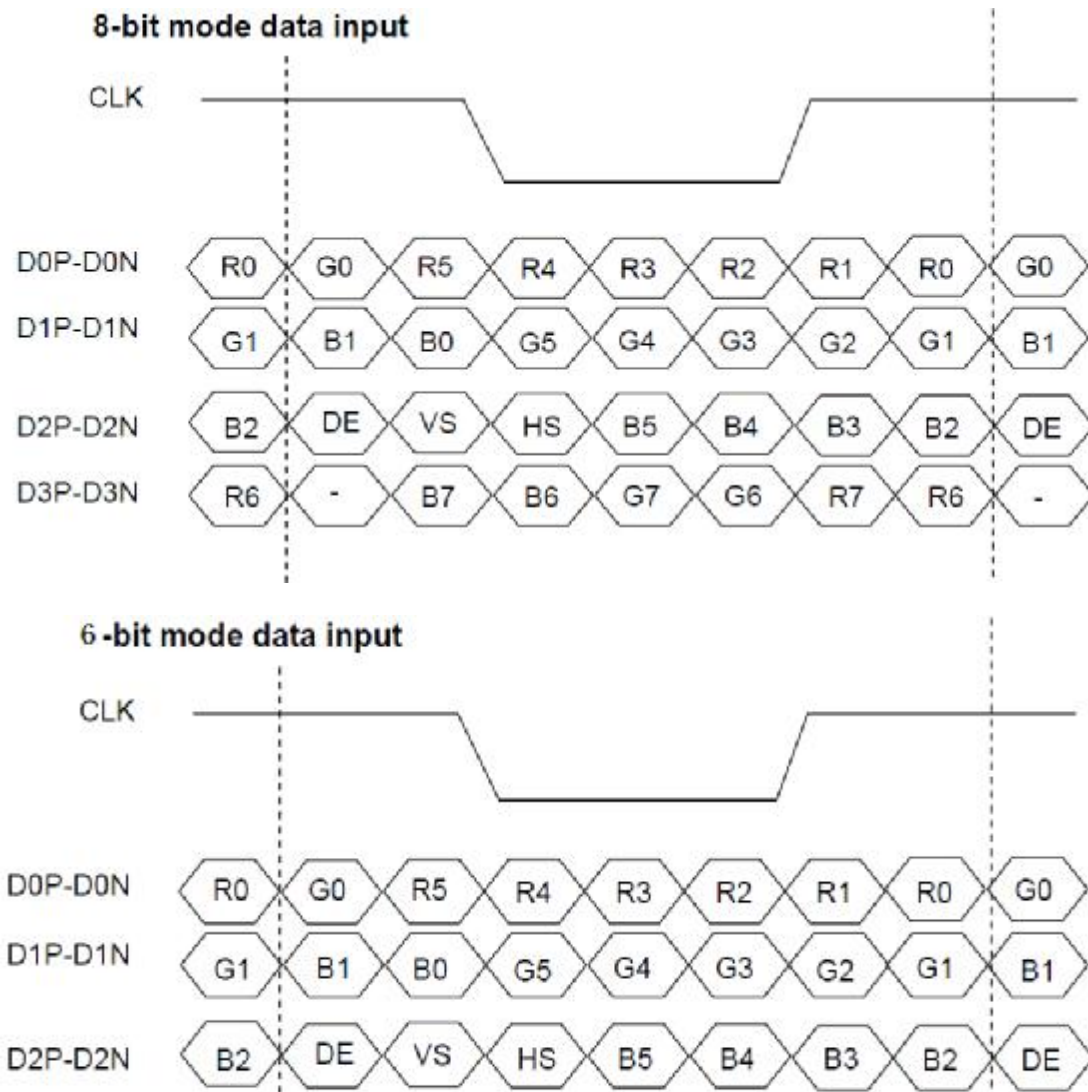 8-bit mode data input
CLK
D0P-D0N R0 G0 R5 R4 R3 R2 R1 R0 G0
D1P-D1N G1 B1 B0 G5 G4 G3 G2 G1 B1
D2P-D2N B2 DE VS HS B5 B4 B3 B2 DE
D3P-D3N R6 - B7 B6 G7 G6 R7 R6 -
6-bit mode data input
CLK
D0P-D0N R0 G0 R5 R4 R3 R2 R1 R0 G0
D1P-D1N G1 B1 B0 G5 G4 G3 G2 G1 B1
D2P-D2N B2 DE VS HS B5 B4 B3 B2 DE